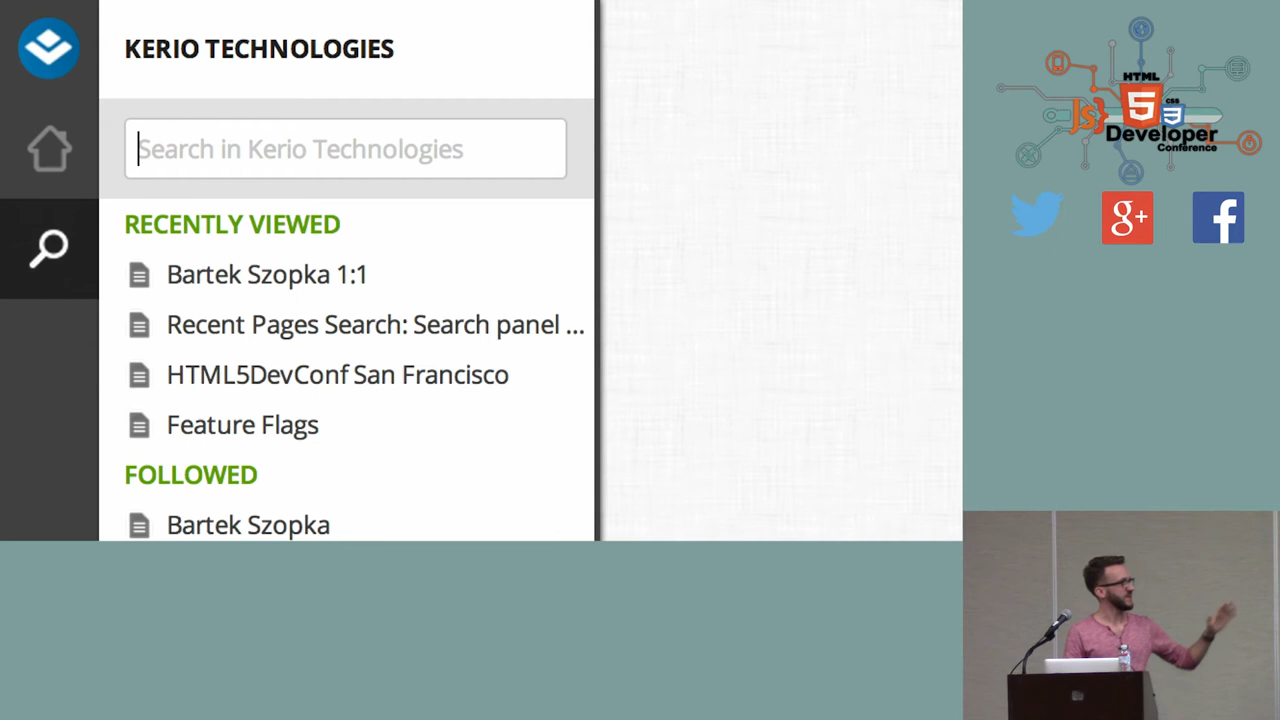 KERIO TECHNOLOGIES
Search in Kerio Technologies
RECENTLY VIEWED
Bartek Szopka 1:1
Recent Pages Search: Search panel ...
HTML5DevConf San Francisco
Feature Flags
FOLLOWED
Bartek Szopka
HTML
5
JS}
CSS
3
Developer
Conference
g+
f